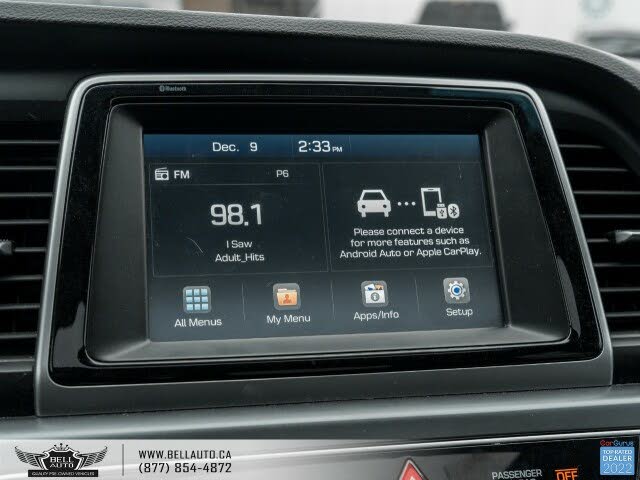 Bluetooth
Dec. 9 2:33 PM
FM P6
98.1
I Saw
Adult_Hits
Please connect a device
for more features such as
Android Auto or Apple CarPlay.
All Menus
My Menu
Apps/Info
Setup
BELL AUTO
QUALITY PRE-OWNED VEHICLES
WWW.BELLAUTO.CA
(877) 854-4872
PASSENGER
OFF
CarGurus
TOP RATED
DEALER
2022